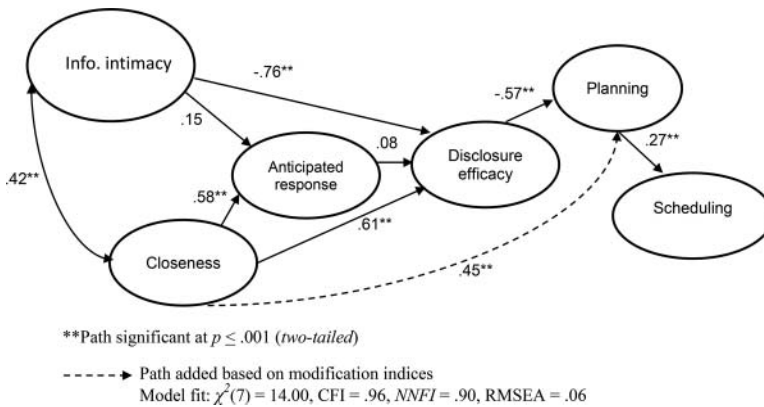 Info. intimacy
-.76**
-.57**
Planning
.15
.27**
.08
Anticipated
response
Disclosure
efficacy
.42**
.58**
.61**
Scheduling
Closeness
.45**
**Path significant at p ≤ .001 (two-tailed)
Path added based on modification indices
Model fit: χ²(7) = 14.00, CFI = .96, NNFI = .90, RMSEA = .06